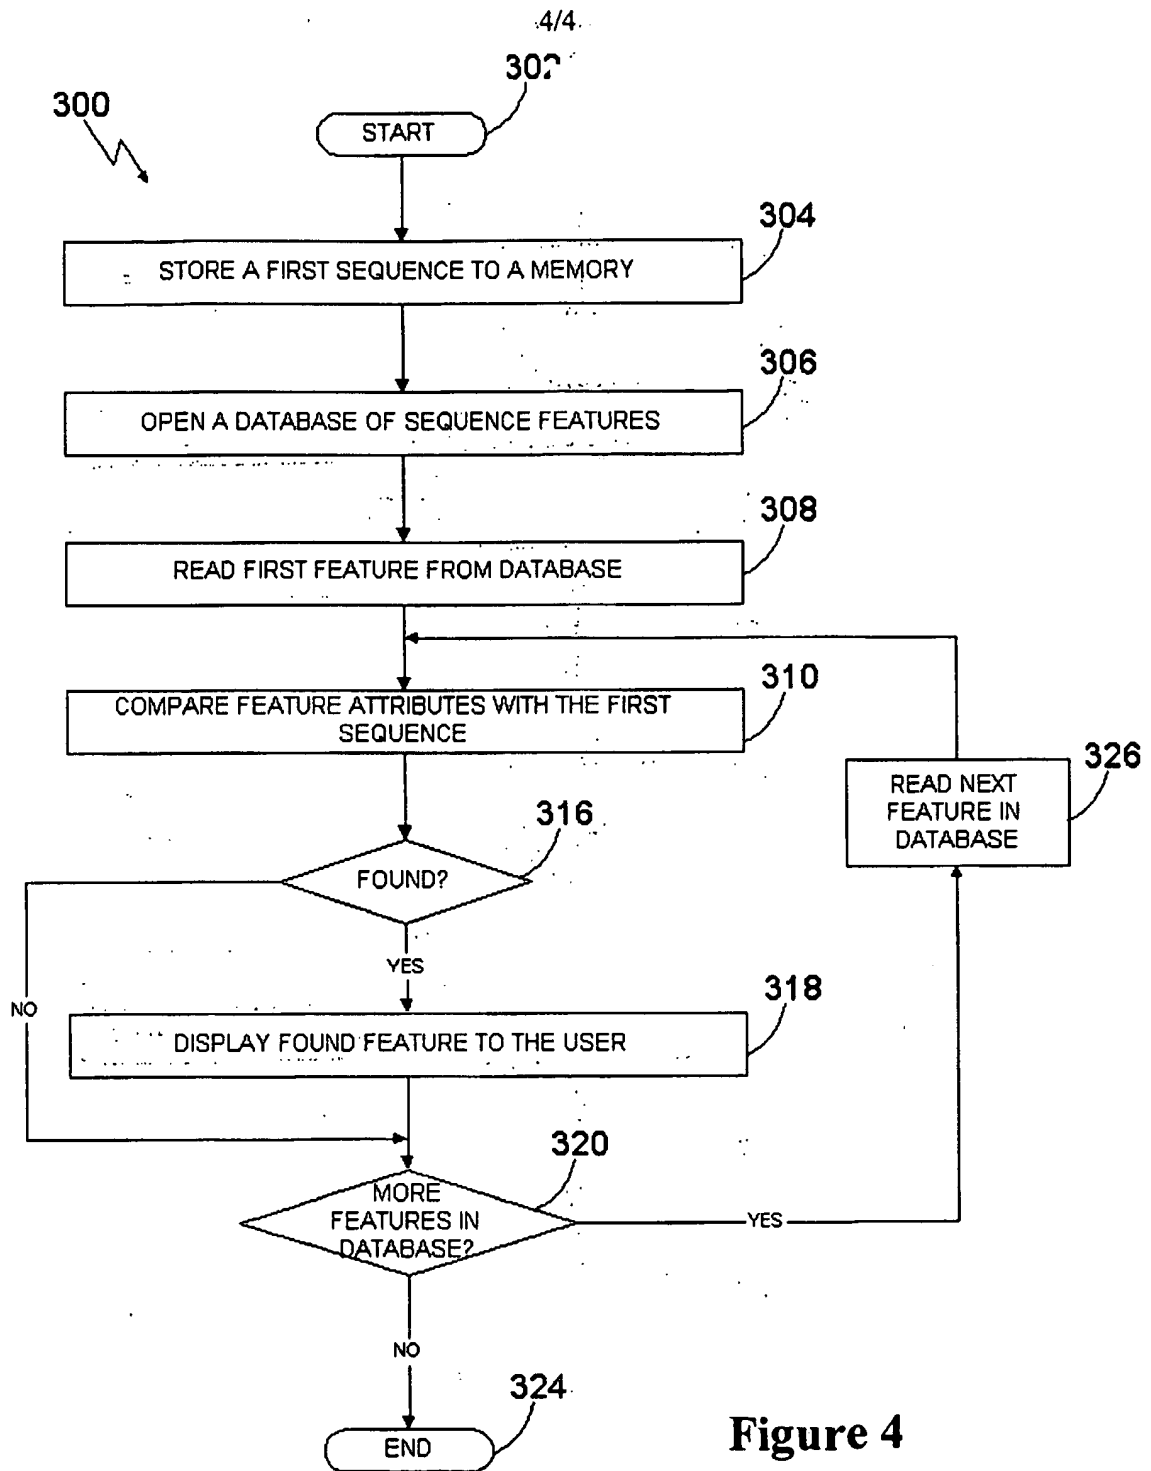 4/4
300
START
304
STORE A FIRST SEQUENCE TO A MEMORY
306
OPEN A DATABASE OF SEQUENCE FEATURES
308
READ FIRST FEATURE FROM DATABASE
310
COMPARE FEATURE ATTRIBUTES WITH THE FIRST
SEQUENCE
326
READ NEXT
FEATURE IN
DATABASE
316
FOUND?
YES
NO
318
DISPLAY FOUND FEATURE TO THE USER
320
MORE
FEATURES IN
DATABASE?
YES
NO
324
END
Figure 4